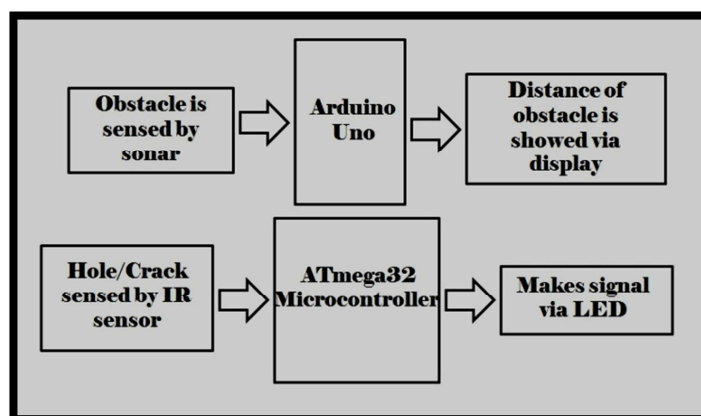 Obstacle is
sensed by
sonar
Arduino
Uno
Distance of
obstacle is
showed via
display
Hole/Crack
sensed by IR
sensor
ATmega32
Microcontroller
Makes signal
via LED